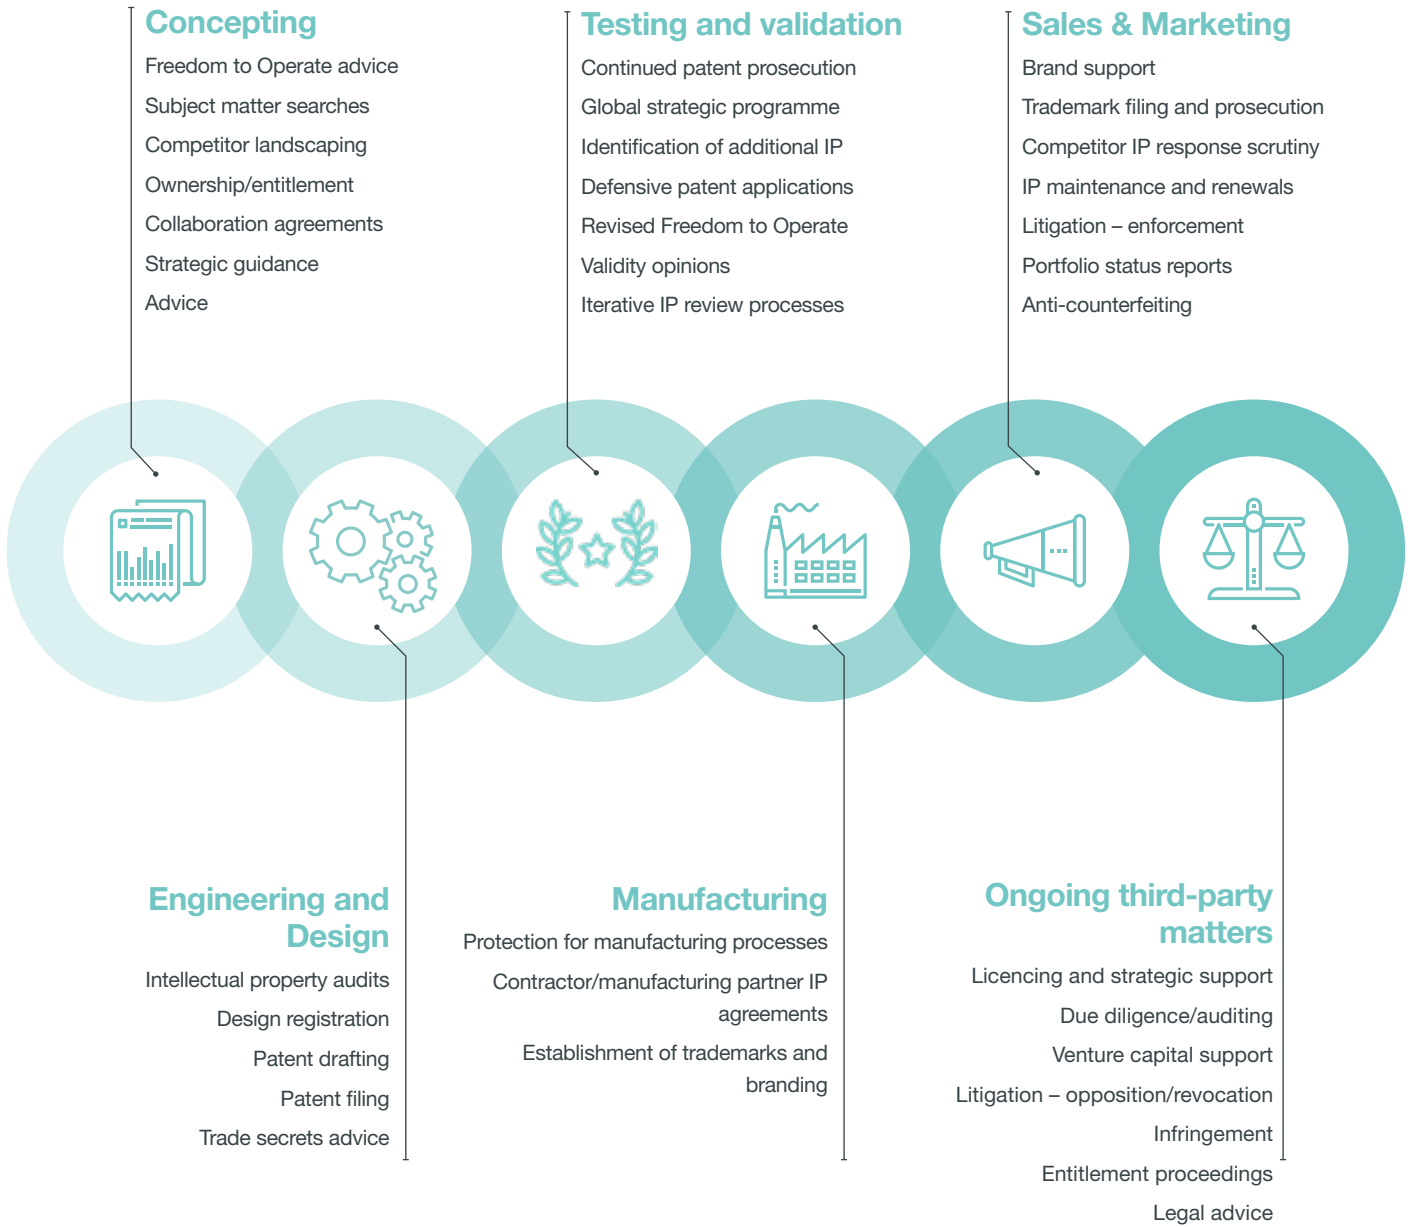 Concepting
Freedom to Operate advice
Subject matter searches
Competitor landscaping
Ownership/entitlement
Collaboration agreements
Strategic guidance
Advice
Testing and validation
Continued patent prosecution
Global strategic programme
Identification of additional IP
Defensive patent applications
Revised Freedom to Operate
Validity opinions
Iterative IP review processes
Sales & Marketing
Brand support
Trademark filing and prosecution
Competitor IP response scrutiny
IP maintenance and renewals
Litigation – enforcement
Portfolio status reports
Anti-counterfeiting
Engineering and
Design
Intellectual property audits
Design registration
Patent drafting
Patent filing
Trade secrets advice
Manufacturing
Protection for manufacturing processes
Contractor/manufacturing partner IP
agreements
Establishment of trademarks and
branding
Ongoing third-party
matters
Licencing and strategic support
Due diligence/auditing
Venture capital support
Litigation – opposition/revocation
Infringement
Entitlement proceedings
Legal advice